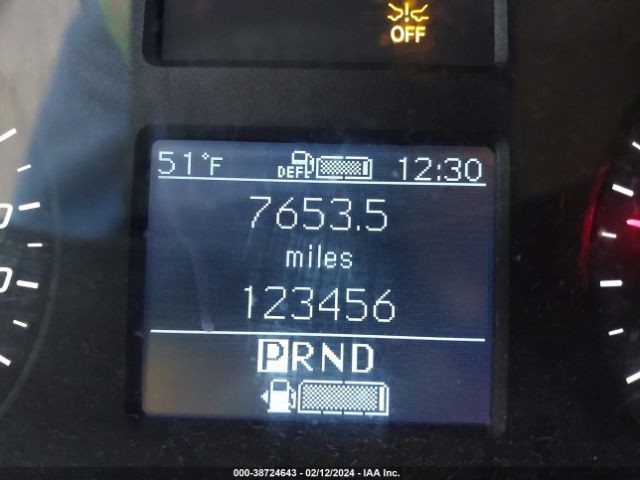 OFF
51°F DEF 12:30
7653.5
miles
123456
PRND
000-38724643 - 02/12/2024 - IAA Inc.